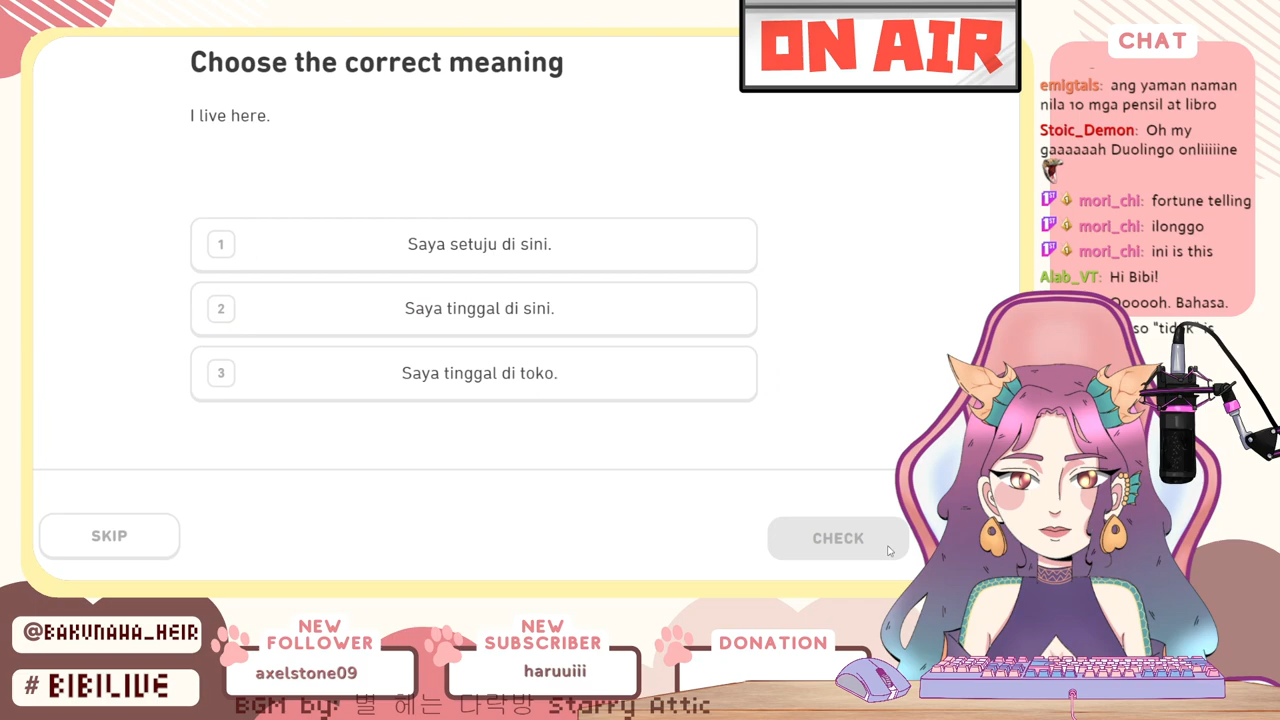 ON AIR
Choose the correct meaning
I live here.
1 Saya setuju di sini.
2 Saya tinggal di sini.
3 Saya tinggal di toko.
SKIP
CHECK
CHAT
emigtals: ang yaman naman
nila 10 mga pensil at libro
Stoic_Demon: Oh my
gaaaaaah Duolingo onliiiiine
mori_chi: fortune telling
mori_chi: ilonggo
mori_chi: ini is this
Alab_VT: Hi Bibi!
Oooooh. Bahasa.
so "tidak" is
@BAKUNAWA_HEIR
# BIBILIVE
NEW
FOLLOWER
axelstone09
NEW
SUBSCRIBER
haruuiii
DONATION
BGM by: 별 헤는 다락방 Starry Attic